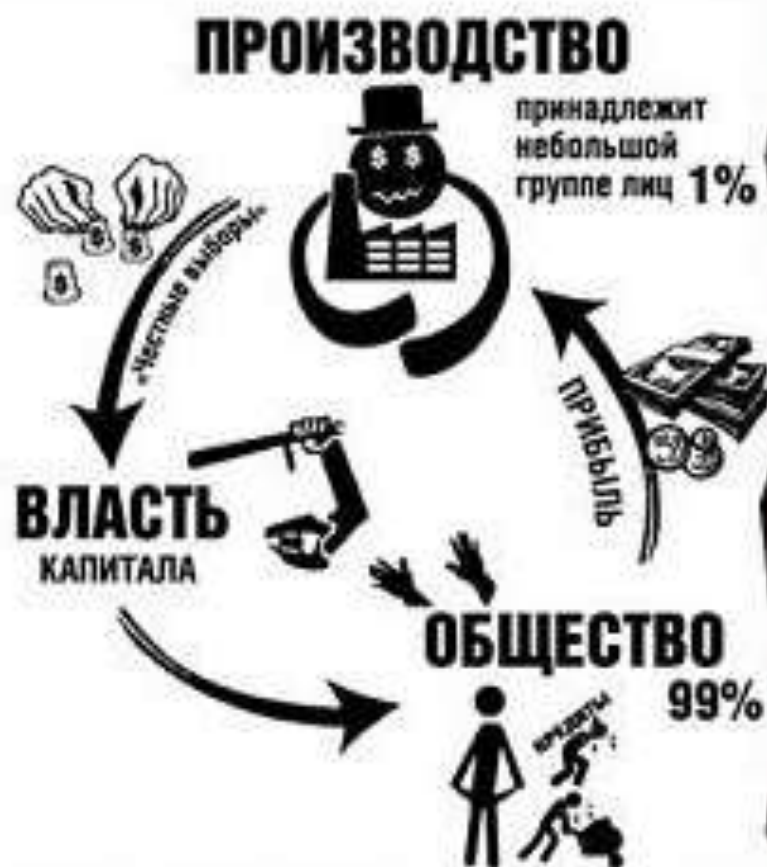 ПРОИЗВОДСТВО
принадлежит
небольшой
группе лиц 1%
«Честные выборы»
ПРИБЫЛЬ
ВЛАСТЬ
КАПИТАЛА
ОБЩЕСТВО
99%
КРЕДИТЫ